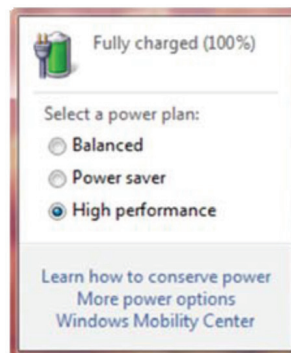 Fully charged (100%)
Select a power plan:
Balanced
Power saver
High performance
Learn how to conserve power
More power options
Windows Mobility Center